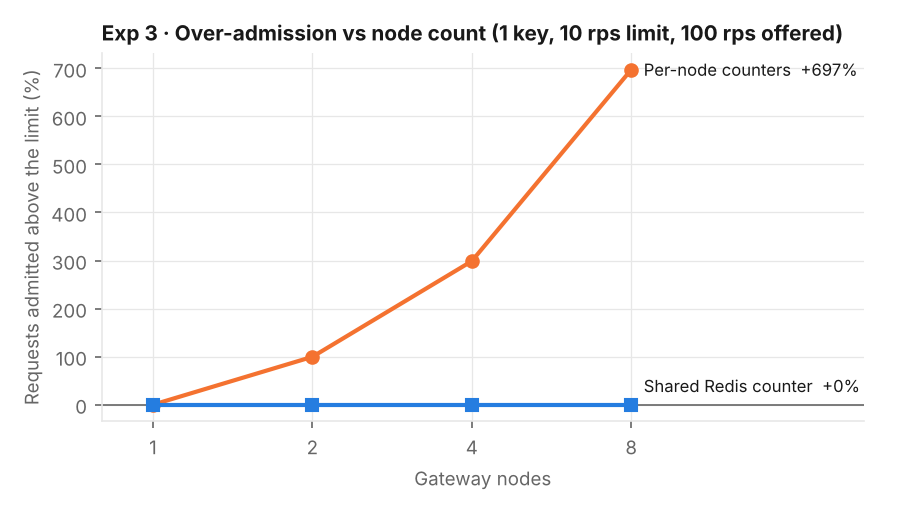 Exp 3 · Over-admission vs node count (1 key, 10 rps limit, 100 rps offered)
Requests admitted above the limit (%)
700
600
500
400
300
200
100
0
Per-node counters +697%
Shared Redis counter +0%
1 2 4 8
Gateway nodes